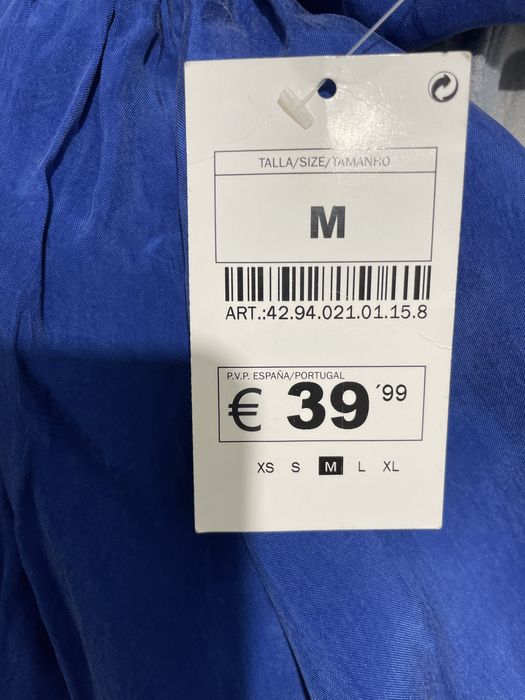 TALLA/SIZE/TAMANHO
M
ART.:42.94.021.01.15.8
P.V.P. ESPAÑA/PORTUGAL
€ 39 ´99
XS S M L XL